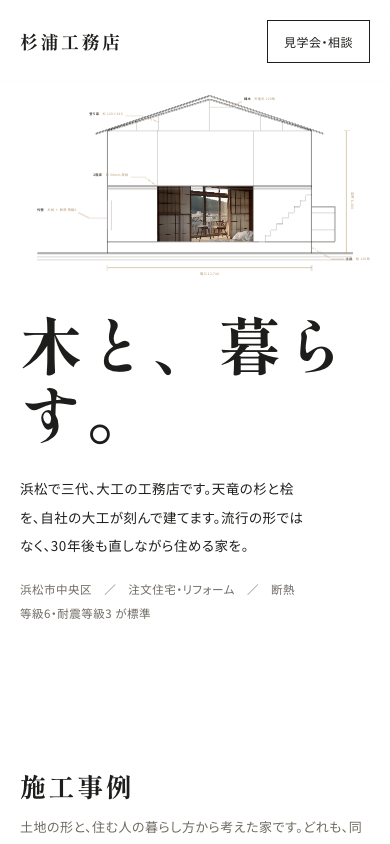 杉浦工務店
見学会・相談
木と、暮ら
す。
浜松で三代、大工の工務店です。天竜の杉と桧
を、自社の大工が刻んで建てます。流行の形では
なく、30年後も直しながら住める家を。
浜松市中央区 ／ 注文住宅・リフォーム ／ 断熱
等級6・耐震等級3 が標準
施工事例
土地の形と、住む人の暮らし方から考えた家です。どれも、同